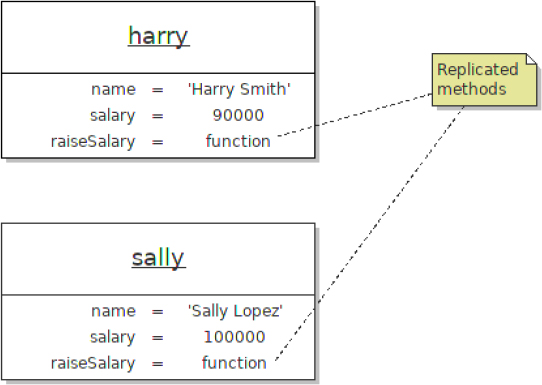 harry
name = 'Harry Smith'
salary = 90000
raiseSalary = function
Replicated
methods
sally
name = 'Sally Lopez'
salary = 100000
raiseSalary = function